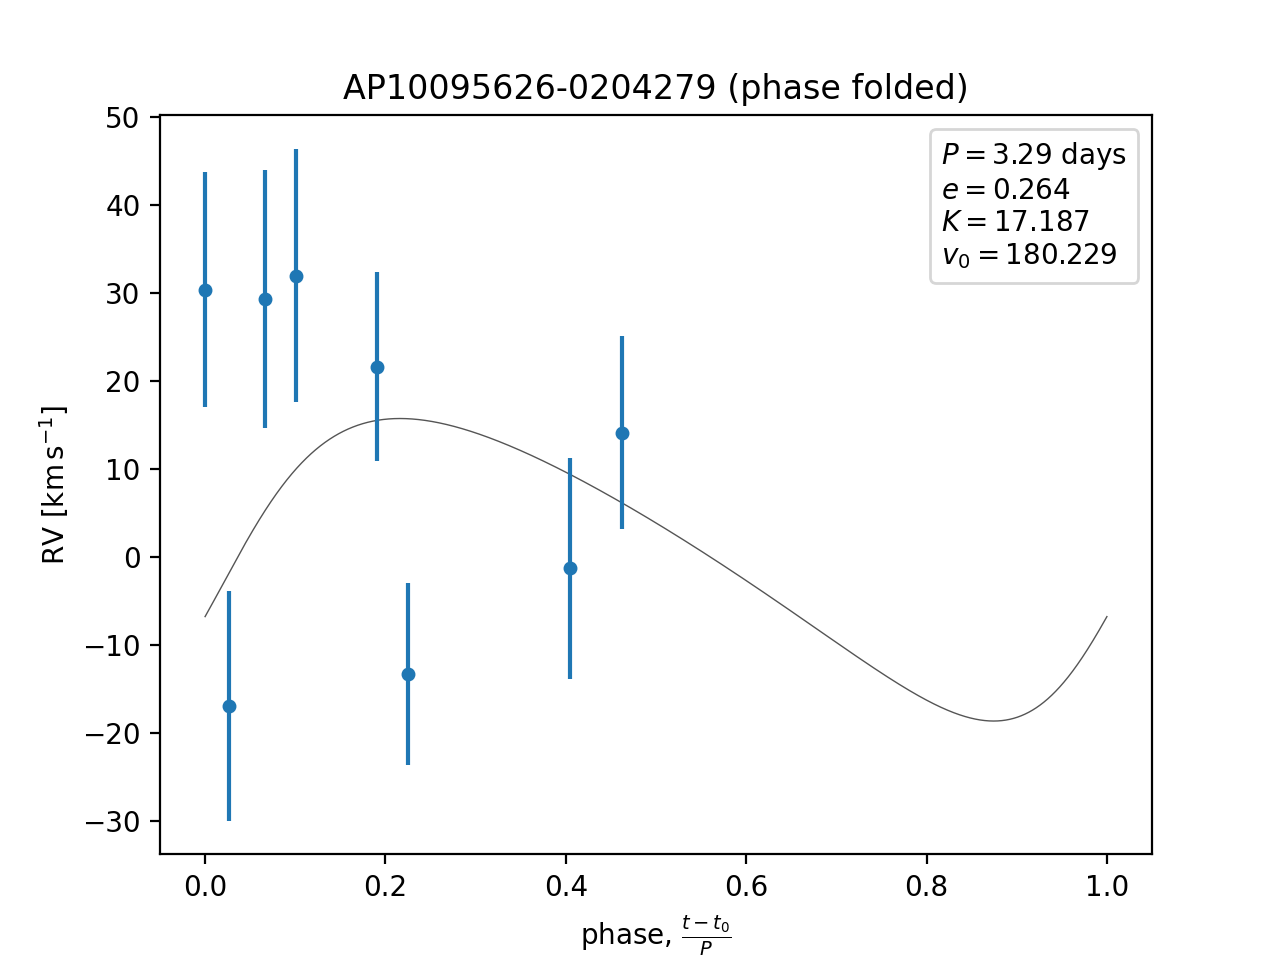 AP10095626-0204279 (phase folded)
50
40
30
20
10
0
−10
−20
−30
RV [km s⁻¹]
P = 3.29 days
e = 0.264
K = 17.187
v₀ = 180.229
0.0 0.2 0.4 0.6 0.8 1.0
phase, (t − t₀)/P